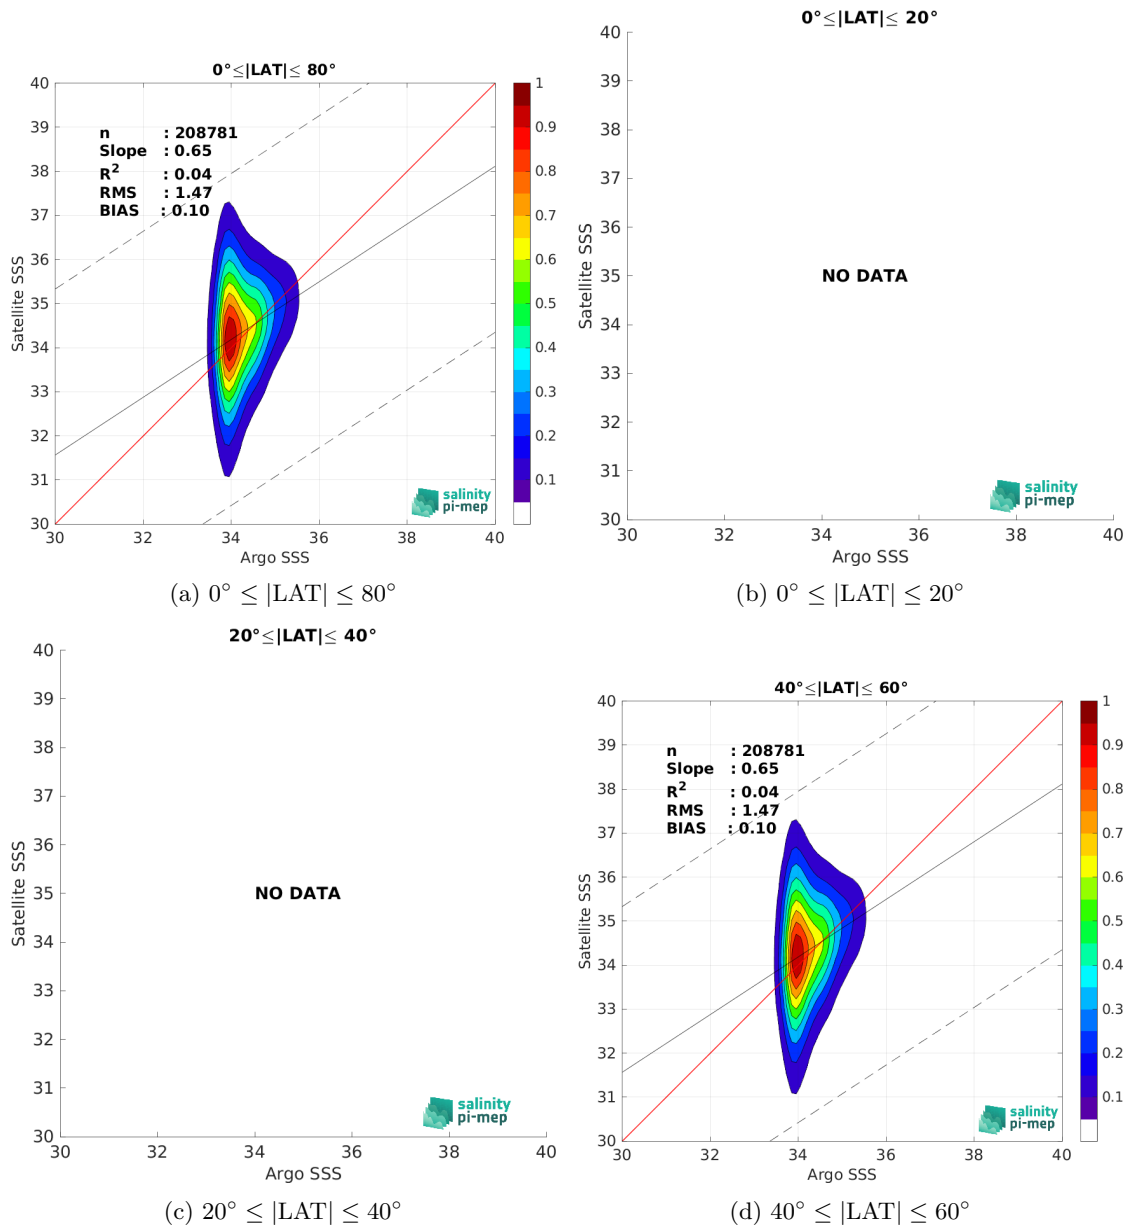 0°≤|LAT|≤ 80°
40
39
38
37
36
35
34
33
32
31
30
Satellite SSS
n : 208781
Slope : 0.65
R² : 0.04
RMS : 1.47
BIAS : 0.10
salinity
pi-mep
30 32 34 36 38 40
Argo SSS
1
0.9
0.8
0.7
0.6
0.5
0.4
0.3
0.2
0.1
(a) 0° ≤ |LAT| ≤ 80°
0°≤|LAT|≤ 20°
40
39
38
37
36
35
34
33
32
31
30
Satellite SSS
NO DATA
salinity
pi-mep
30 32 34 36 38 40
Argo SSS
(b) 0° ≤ |LAT| ≤ 20°
20°≤|LAT|≤ 40°
40
39
38
37
36
35
34
33
32
31
30
Satellite SSS
NO DATA
salinity
pi-mep
30 32 34 36 38 40
Argo SSS
(c) 20° ≤ |LAT| ≤ 40°
40°≤|LAT|≤ 60°
40
39
38
37
36
35
34
33
32
31
30
Satellite SSS
n : 208781
Slope : 0.65
R² : 0.04
RMS : 1.47
BIAS : 0.10
salinity
pi-mep
30 32 34 36 38 40
Argo SSS
1
0.9
0.8
0.7
0.6
0.5
0.4
0.3
0.2
0.1
(d) 40° ≤ |LAT| ≤ 60°